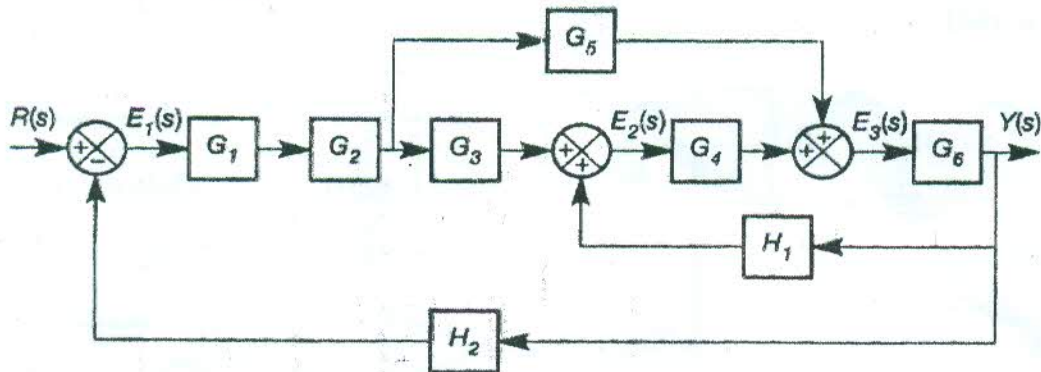 G₅
R(s) E₁(s) E₂(s) E₃(s) Y(s)
+ − G₁ G₂ G₃ + + G₄ + + G₆
H₁
H₂